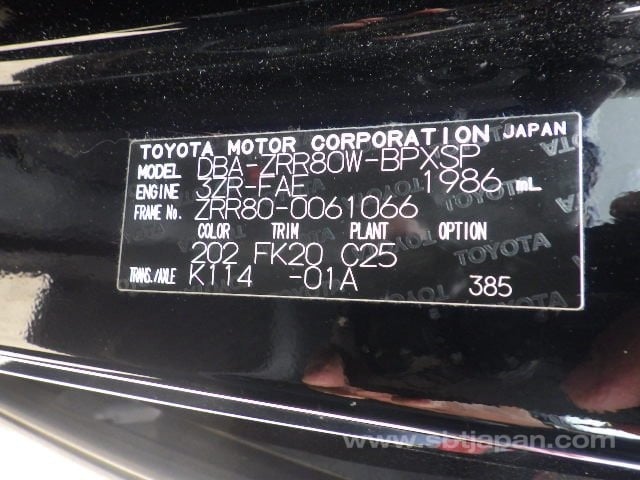 TOYOTA MOTOR CORPORATION JAPAN
MODEL DBA-ZRR80W-BPXSP
ENGINE 3ZR-FAE 1986 mL
FRAME No. ZRR80-0061066
COLOR TRIM PLANT OPTION
202 FK20 C25
TRANS./AXLE K114 -01A 385
TOYOTA
www.sbtjapan.com